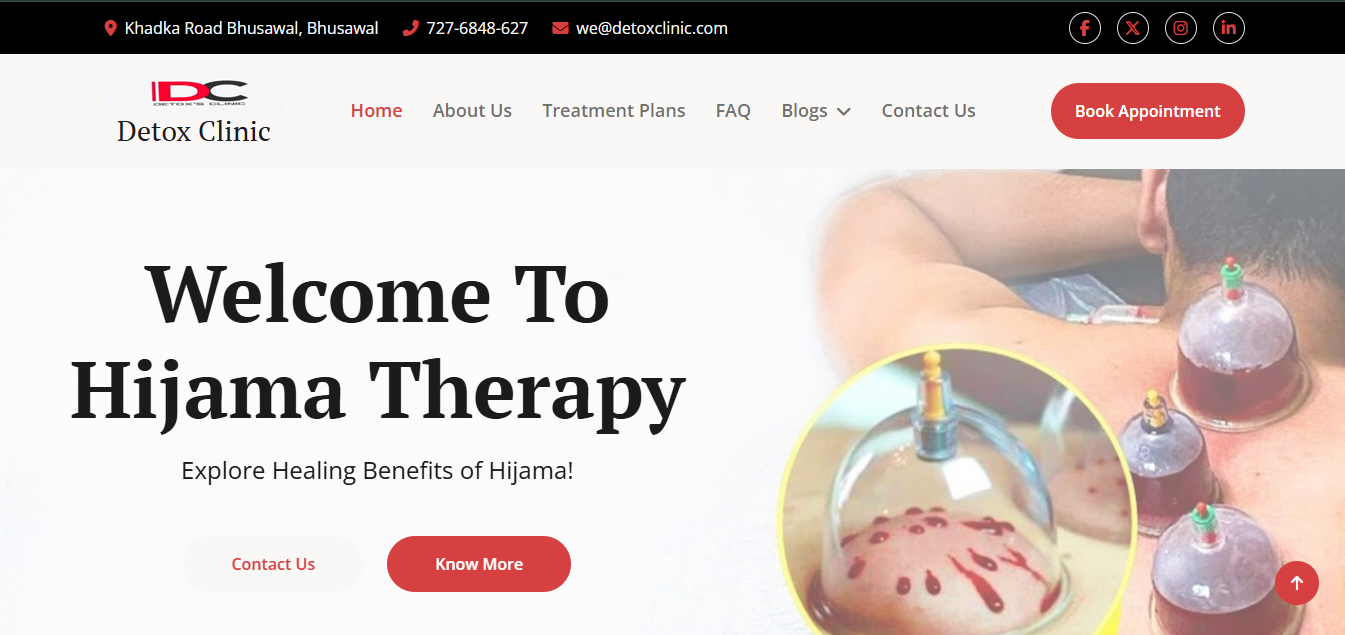 Khadka Road Bhusawal, Bhusawal 727-6848-627 we@detoxclinic.com
DC
DETOX'S CLINIC
Detox Clinic
Home About Us Treatment Plans FAQ Blogs Contact Us Book Appointment
Welcome To
Hijama Therapy
Explore Healing Benefits of Hijama!
Contact Us Know More